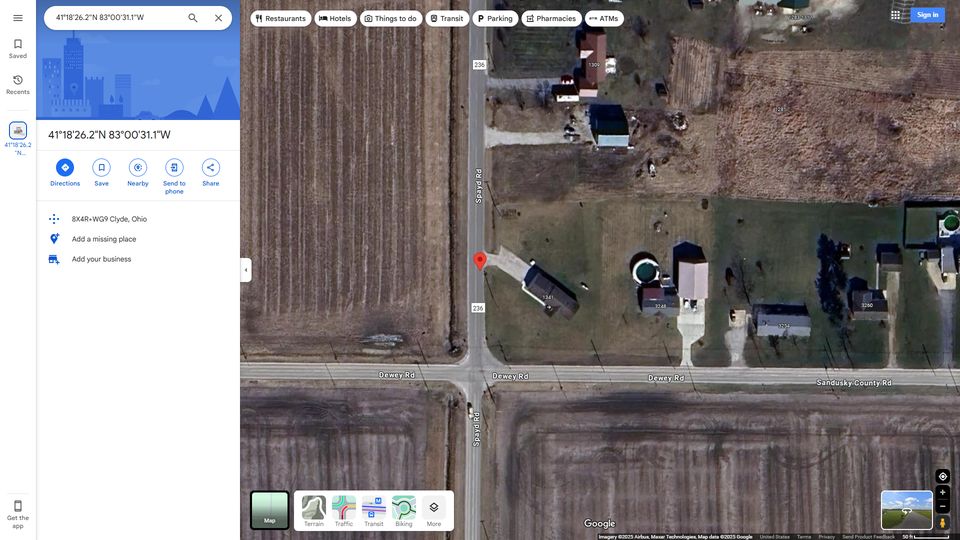 41°18'26.2"N 83°00'31.1"W
Restaurants
Hotels
Things to do
Transit
Parking
Pharmacies
ATMs
Sign in
Saved
Recents
41°18'26.2
"N...
Get the
app
41°18'26.2"N 83°00'31.1"W
Directions
Save
Nearby
Send to
phone
Share
8X4R+WG9 Clyde, Ohio
Add a missing place
Add your business
236
Spayd Rd
236
1309
1341
3248
3260
Dewey Rd
Dewey Rd
Dewey Rd
Sandusky County Rd
Spayd Rd
Map
Terrain
Traffic
Transit
Biking
More
Google
Imagery ©2025 Airbus, Maxar Technologies, Map data ©2025 Google
United States
Terms
Privacy
Send Product Feedback
50 ft